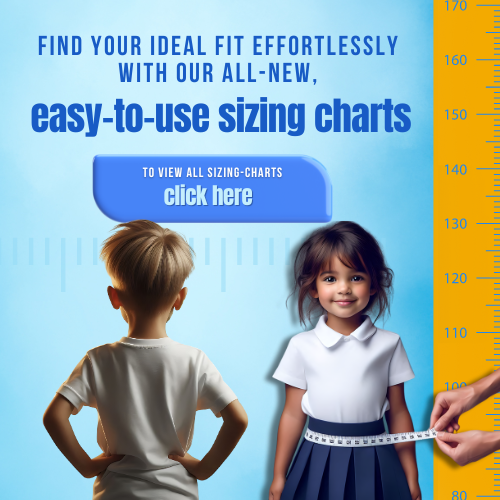 FIND YOUR IDEAL FIT EFFORTLESSLY
WITH OUR ALL-NEW,
easy-to-use sizing charts
TO VIEW ALL SIZING-CHARTS
click here
170
160
150
140
130
120
110
100
80